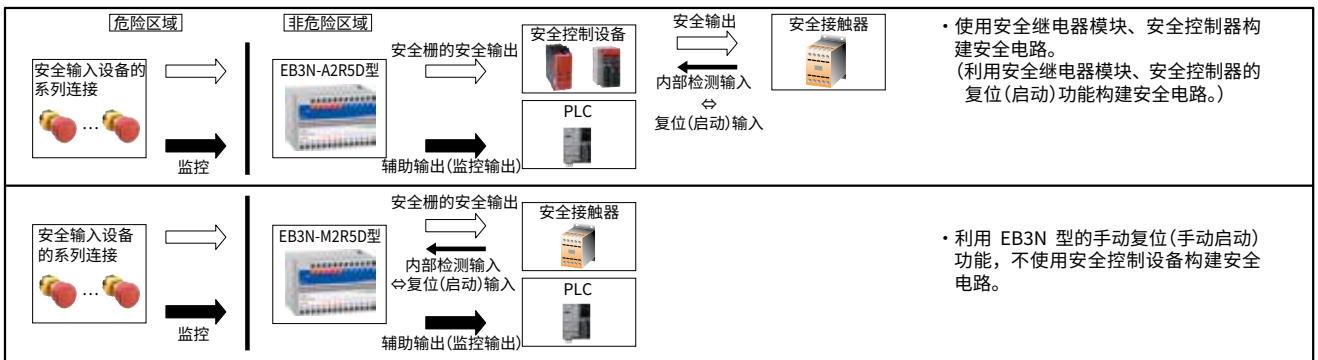 危险区域
非危险区域
安全输入设备的
系列连接
…
监控
EB3N-A2R5D型
安全栅的安全输出
辅助输出(监控输出)
安全控制设备
PLC
安全输出
内部检测输入
⇔
复位(启动)输入
安全接触器
・使用安全继电器模块、安全控制器构
建安全电路。
(利用安全继电器模块、安全控制器的
复位(启动)功能构建安全电路。)
安全输入设备
的系列连接
…
监控
EB3N-M2R5D型
安全栅的安全输出
内部检测输入
⇔复位(启动)输入
辅助输出(监控输出)
安全接触器
PLC
・利用 EB3N 型的手动复位(手动启动)
功能，不使用安全控制设备构建安全
电路。